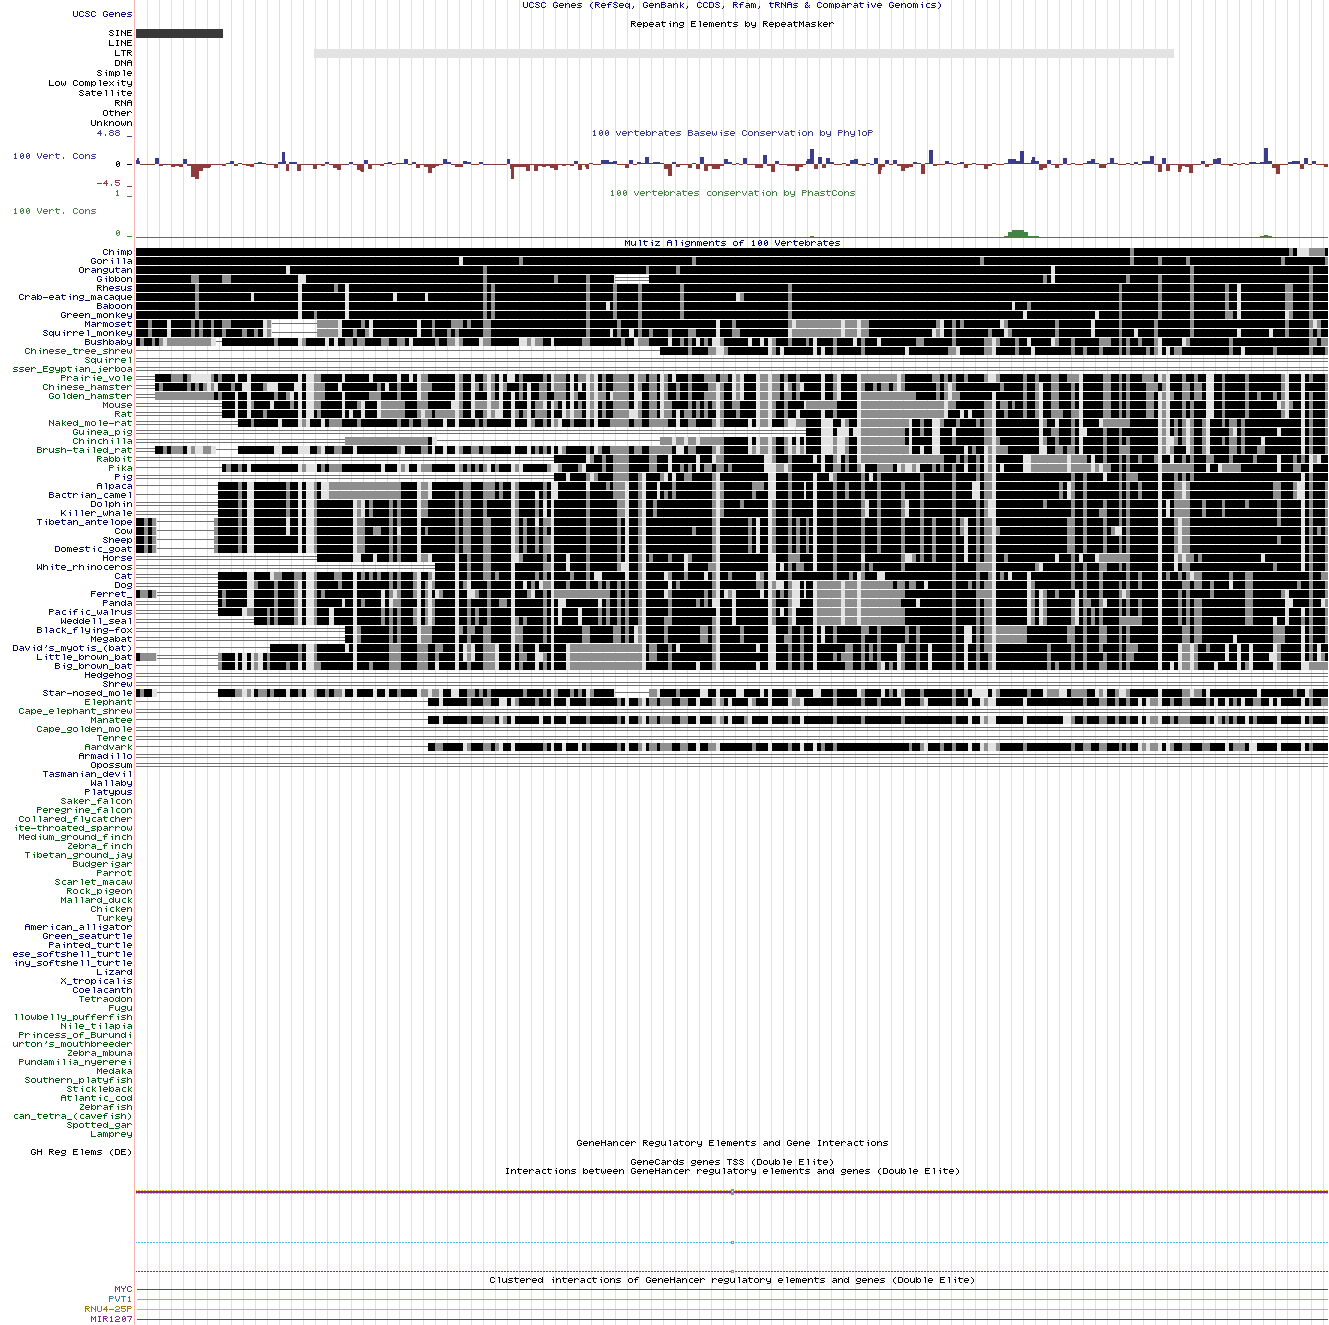 UCSC Genes (RefSeq, GenBank, CCDS, Rfam, tRNAs & Comparative Genomics)
UCSC Genes
Repeating Elements by RepeatMasker
SINE
LINE
LTR
DNA
Simple
Low Complexity
Satellite
RNA
Other
Unknown
4.88 _
100 vertebrates Basewise Conservation by PhyloP
100 Vert. Cons
0 _
-4.5 _
1 _
100 vertebrates conservation by PhastCons
100 Vert. Cons
0 _
Multiz Alignments of 100 Vertebrates
Chimp
Gorilla
Orangutan
Gibbon
Rhesus
Crab-eating_macaque
Baboon
Green_monkey
Marmoset
Squirrel_monkey
Bushbaby
Chinese_tree_shrew
Squirrel
sser_Egyptian_jerboa
Prairie_vole
Chinese_hamster
Golden_hamster
Mouse
Rat
Naked_mole-rat
Guinea_pig
Chinchilla
Brush-tailed_rat
Rabbit
Pika
Pig
Alpaca
Bactrian_camel
Dolphin
Killer_whale
Tibetan_antelope
Cow
Sheep
Domestic_goat
Horse
White_rhinoceros
Cat
Dog
Ferret_
Panda
Pacific_walrus
Weddell_seal
Black_flying-fox
Megabat
David's_myotis_(bat)
Little_brown_bat
Big_brown_bat
Hedgehog
Shrew
Star-nosed_mole
Elephant
Cape_elephant_shrew
Manatee
Cape_golden_mole
Tenrec
Aardvark
Armadillo
Opossum
Tasmanian_devil
Wallaby
Platypus
Saker_falcon
Peregrine_falcon
Collared_flycatcher
ite-throated_sparrow
Medium_ground_finch
Zebra_finch
Tibetan_ground_jay
Budgerigar
Parrot
Scarlet_macaw
Rock_pigeon
Mallard_duck
Chicken
Turkey
American_alligator
Green_seaturtle
Painted_turtle
ese_softshell_turtle
iny_softshell_turtle
Lizard
X_tropicalis
Coelacanth
Tetraodon
Fugu
llowbelly_pufferfish
Nile_tilapia
Princess_of_Burundi
urton's_mouthbreeder
Zebra_mbuna
Pundamilia_nyererei
Medaka
Southern_platyfish
Stickleback
Atlantic_cod
Zebrafish
can_tetra_(cavefish)
Spotted_gar
Lamprey
GeneHancer Regulatory Elements and Gene Interactions
GH Reg Elems (DE)
GeneCards genes TSS (Double Elite)
Interactions between GeneHancer regulatory elements and genes (Double Elite)
Clustered interactions of GeneHancer regulatory elements and genes (Double Elite)
MYC
PVT1
RNU4-25P
MIR1207